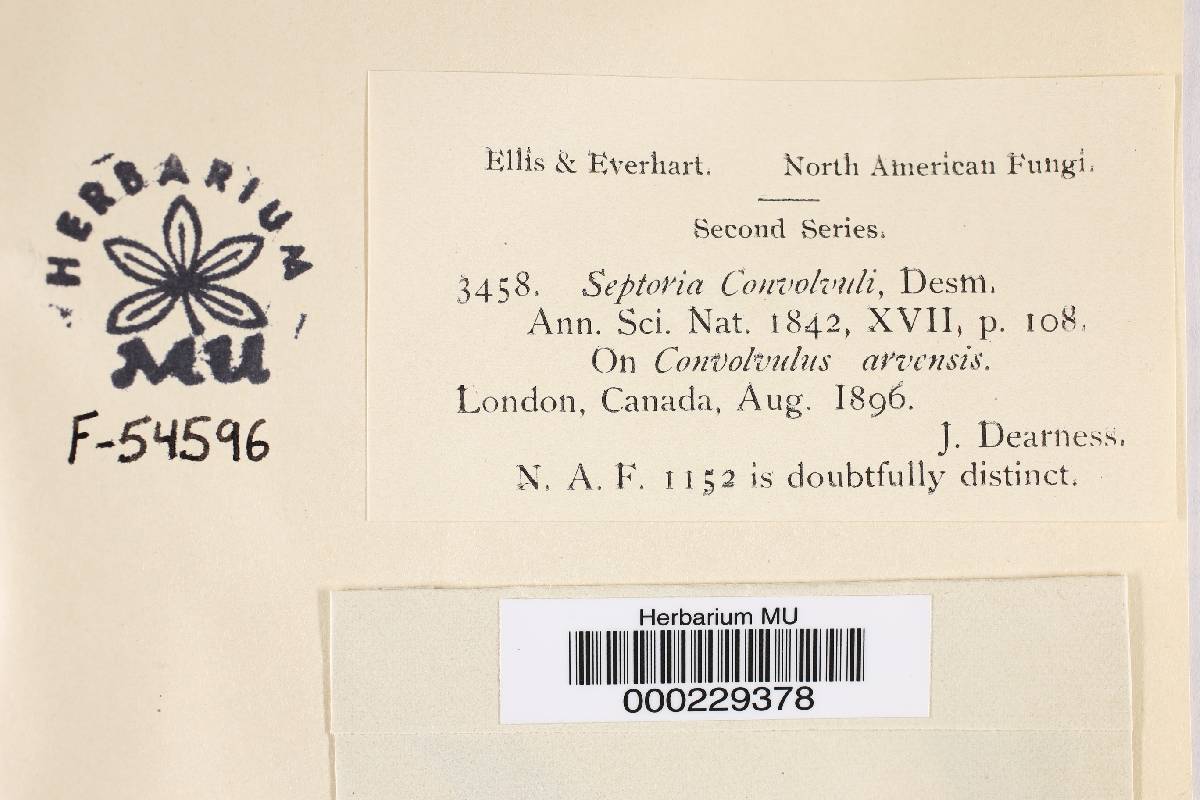 HERBARIUM
MU
F-54596
Ellis & Everhart. North American Fungi.
Second Series.
3458. Septoria Convolvuli, Desm.
Ann. Sci. Nat. 1842, XVII, p. 108.
On Convolvulus arvensis.
London, Canada, Aug. 1896.
J. Dearness.
N. A. F. 1152 is doubtfully distinct.
Herbarium MU
000229378